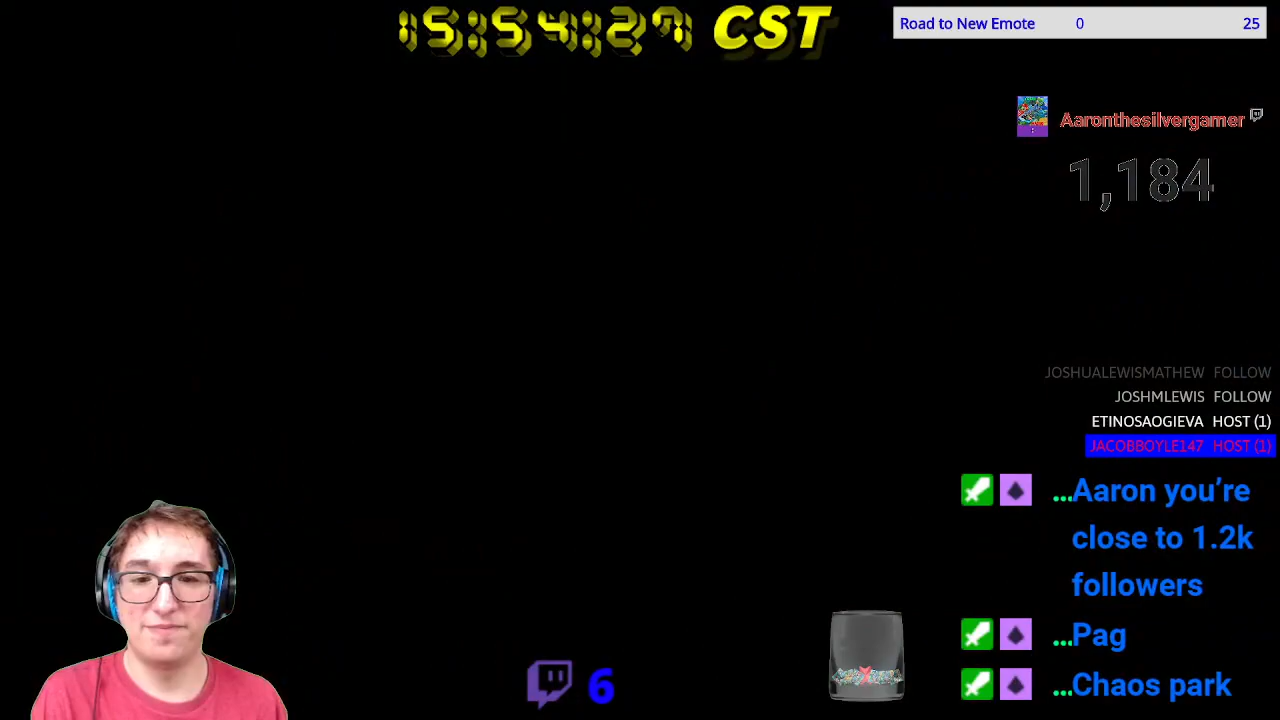 15:54:27 CST
Road to New Emote 0 25
Aaronthesilvergamer
1,184
JOSHUALEWISMATHEW FOLLOW
JOSHMLEWIS FOLLOW
ETINOSAOGIEVA HOST (1)
JACOBBOYLE147 HOST (1)
...Aaron you're
close to 1.2k
followers
...Pag
...Chaos park
6